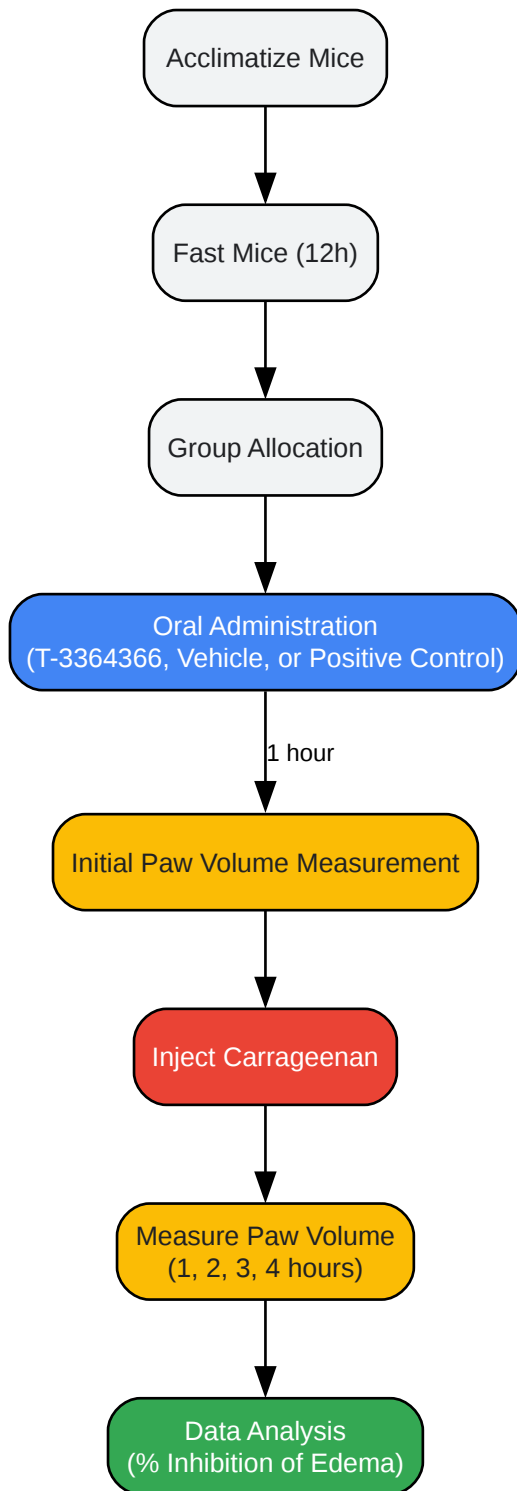 Acclimatize Mice
Fast Mice (12h)
Group Allocation
Oral Administration
(T-3364366, Vehicle, or Positive Control)
1 hour
Initial Paw Volume Measurement
Inject Carrageenan
Measure Paw Volume
(1, 2, 3, 4 hours)
Data Analysis
(% Inhibition of Edema)